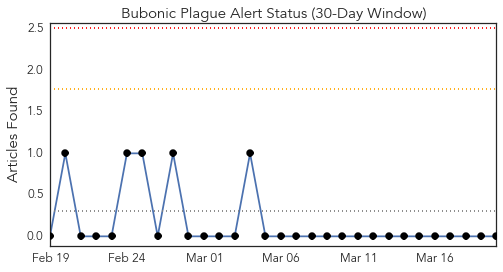 Bubonic Plague Alert Status (30-Day Window)
2.5
2.0
1.5
1.0
0.5
0.0
Articles Found
Feb 19
Feb 24
Mar 01
Mar 06
Mar 11
Mar 16